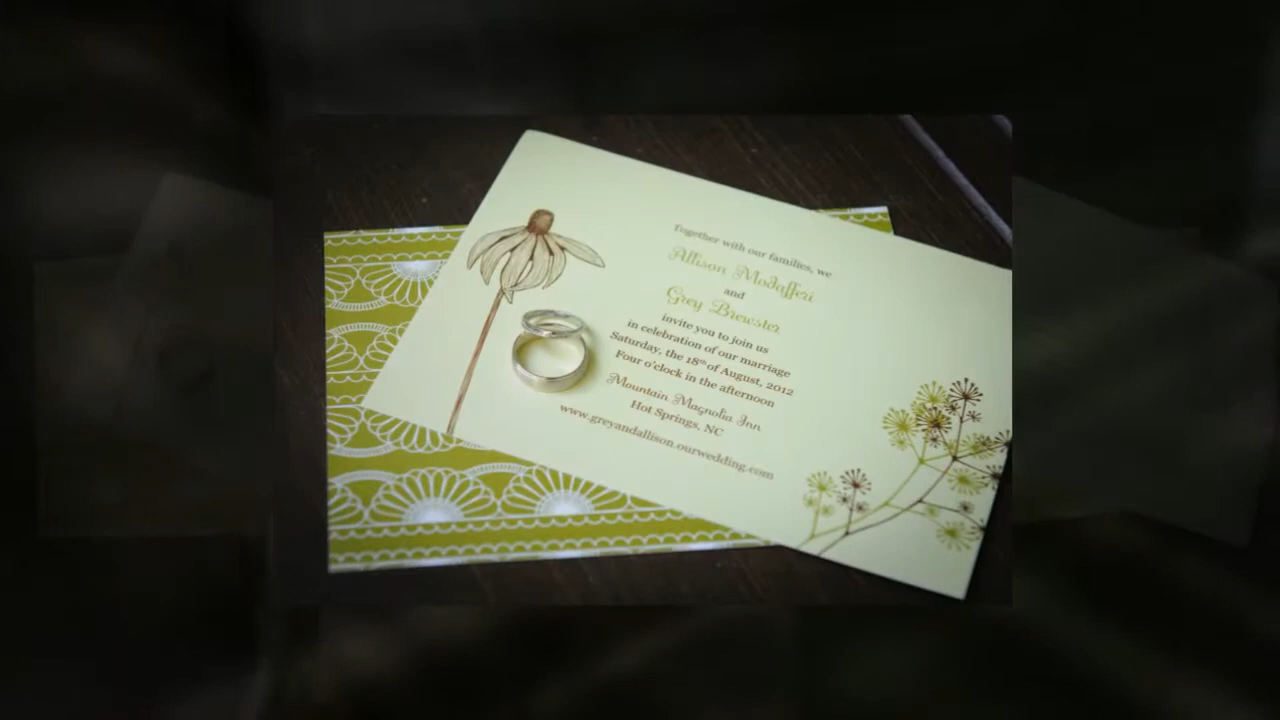 Together with our families, we
Allison Modafferi
and
Grey Brewster
invite you to join us
in celebration of our marriage
Saturday, the 18th of August, 2012
Four o'clock in the afternoon
Mountain Magnolia Inn
Hot Springs, NC
www.greyandallison.ourwedding.com